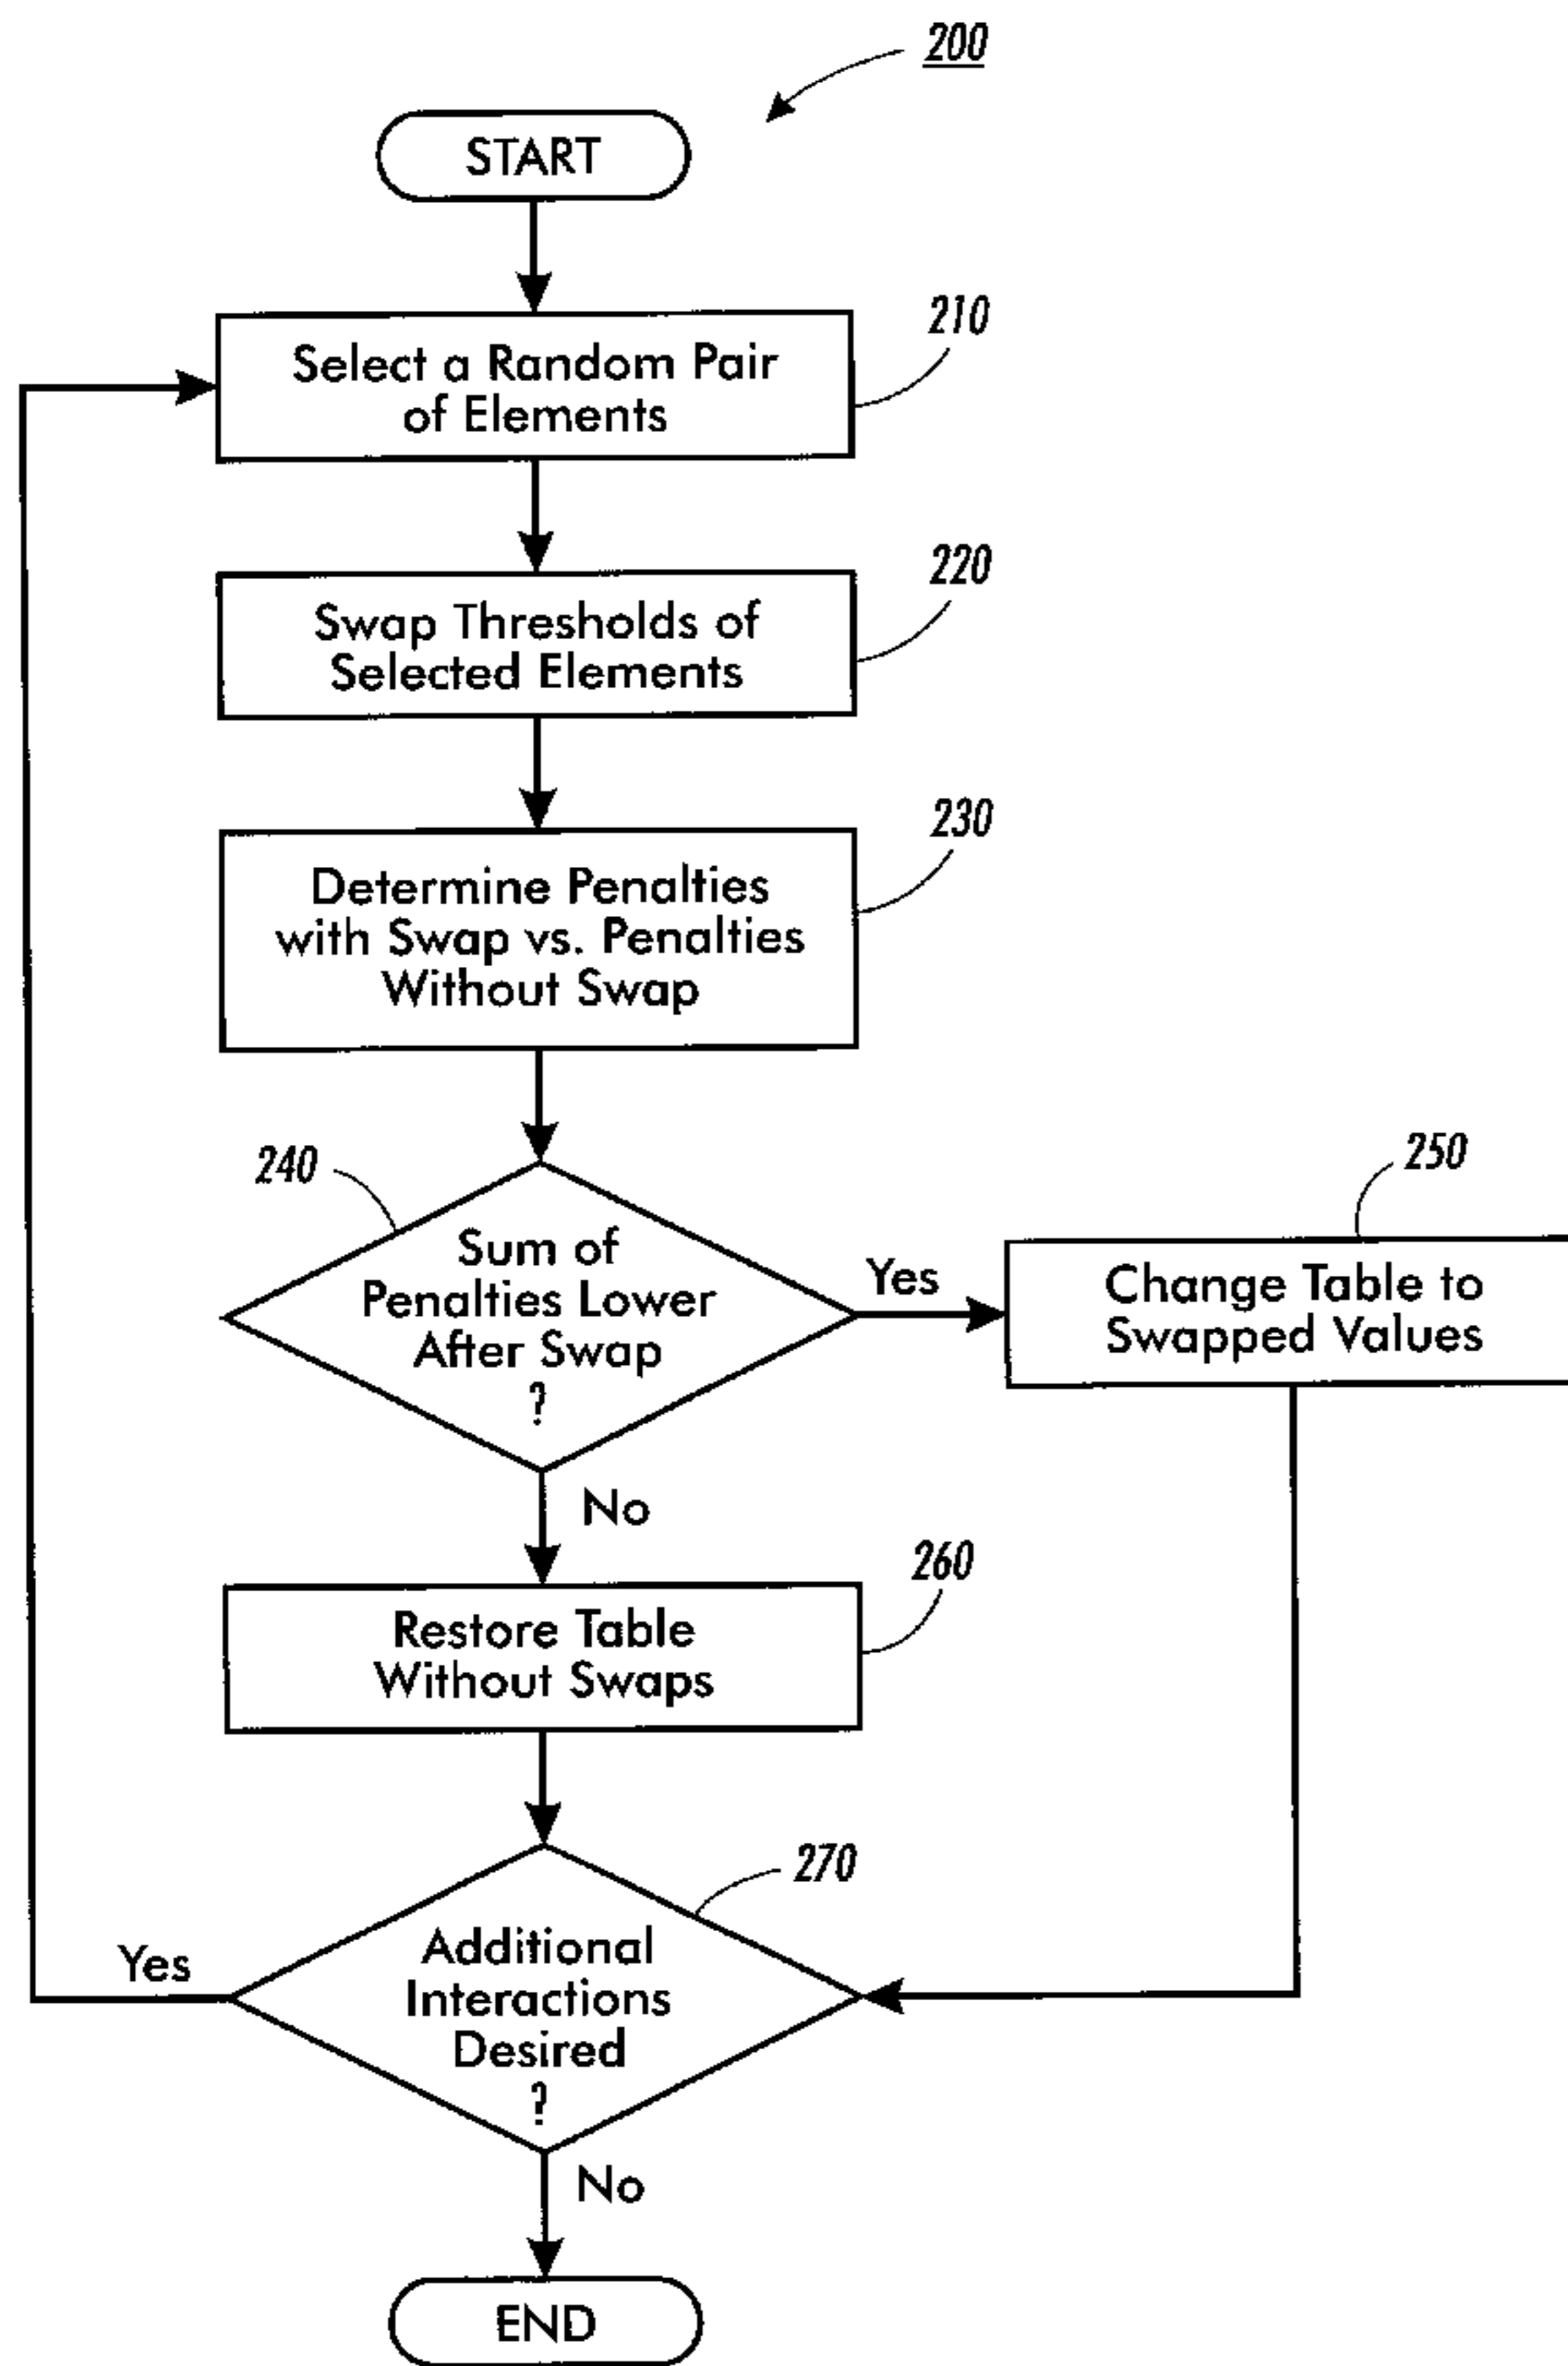 200
START
210
Select a Random Pair
of Elements
220
Swap Thresholds of
Selected Elements
230
Determine Penalties
with Swap vs. Penalties
Without Swap
240
Sum of
Penalties Lower
After Swap
?
Yes
250
Change Table to
Swapped Values
No
260
Restore Table
Without Swaps
270
Additional
Interactions
Desired
?
Yes
No
END